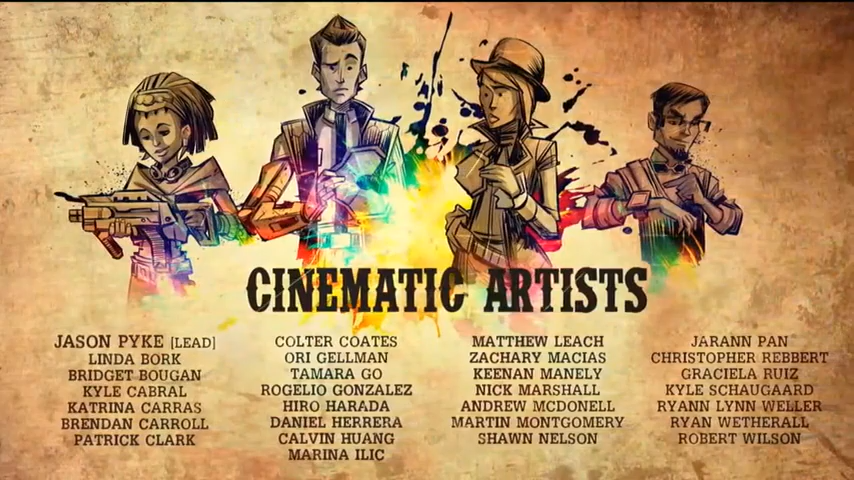 CINEMATIC ARTISTS
JASON PYKE [LEAD]
LINDA BORK
BRIDGET BOUGAN
KYLE CABRAL
KATRINA CARRAS
BRENDAN CARROLL
PATRICK CLARK
COLTER COATES
ORI GELLMAN
TAMARA GO
ROGELIO GONZALEZ
HIRO HARADA
DANIEL HERRERA
CALVIN HUANG
MARINA ILIC
MATTHEW LEACH
ZACHARY MACIAS
KEENAN MANELY
NICK MARSHALL
ANDREW MCDONELL
MARTIN MONTGOMERY
SHAWN NELSON
JARANN PAN
CHRISTOPHER REBBERT
GRACIELA RUIZ
KYLE SCHAUGAARD
RYANN LYNN WELLER
RYAN WETHERALL
ROBERT WILSON